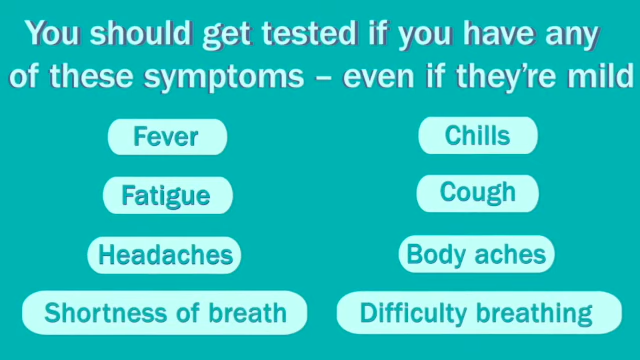 You should get tested if you have any
of these symptoms – even if they're mild
Fever
Chills
Fatigue
Cough
Headaches
Body aches
Shortness of breath
Difficulty breathing